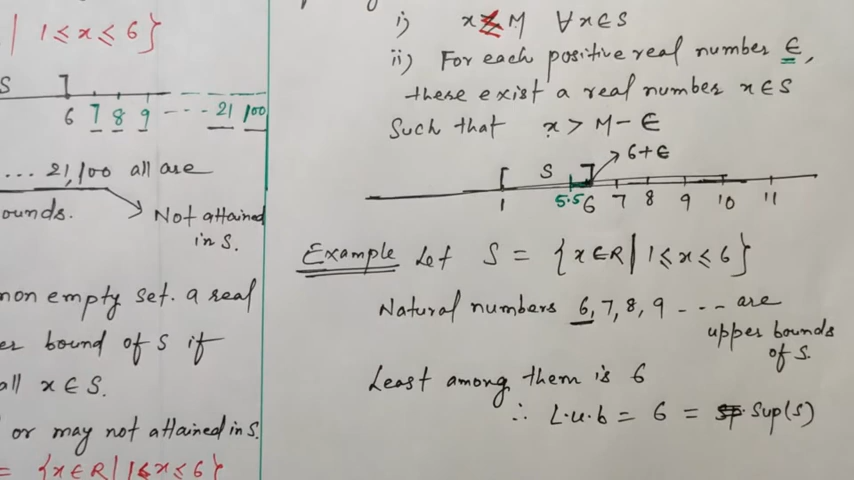 | 1 ≤ x ≤ 6}
S ]
6 7 8 9 ---- 21 100
... 21,100 all are
ounds. Not attained
in S.
non empty set. a real
er bound of S if
all x ∈ S.
or may not attained in S.
= {x ∈ R | 1 ≤ x ≤ 6}
i) x ≤ M ∀ x ∈ S
ii) For each positive real number ∈,
there exist a real number x ∈ S
Such that x > M - ∈
[ S ] 6+∈
1 5.5 6 7 8 9 10 11
Example Let S = {x ∈ R | 1 ≤ x ≤ 6}
Natural numbers 6, 7, 8, 9 ---- are
upper bounds
of S.
Least among them is 6
∴ L.u.b = 6 = Sup(S)